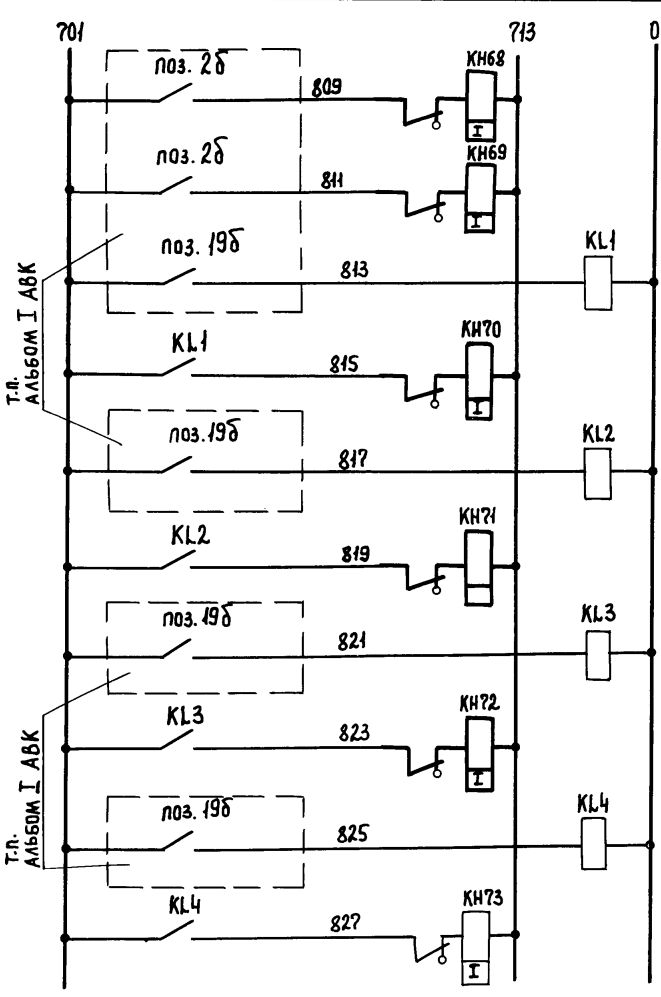 701 713 0
поз. 2б 809 КН68
I
поз. 2б 811 КН69
I
поз. 19б 813 KL1
KL1 815 КН70
I
Т.П.
АЛЬБОМ I АВК
поз. 19б 817 KL2
KL2 819 КН71
поз. 19б 821 KL3
KL3 823 КН72
I
Т.П.
АЛЬБОМ I АВК
поз. 19б 825 KL4
KL4 827 КН73
I